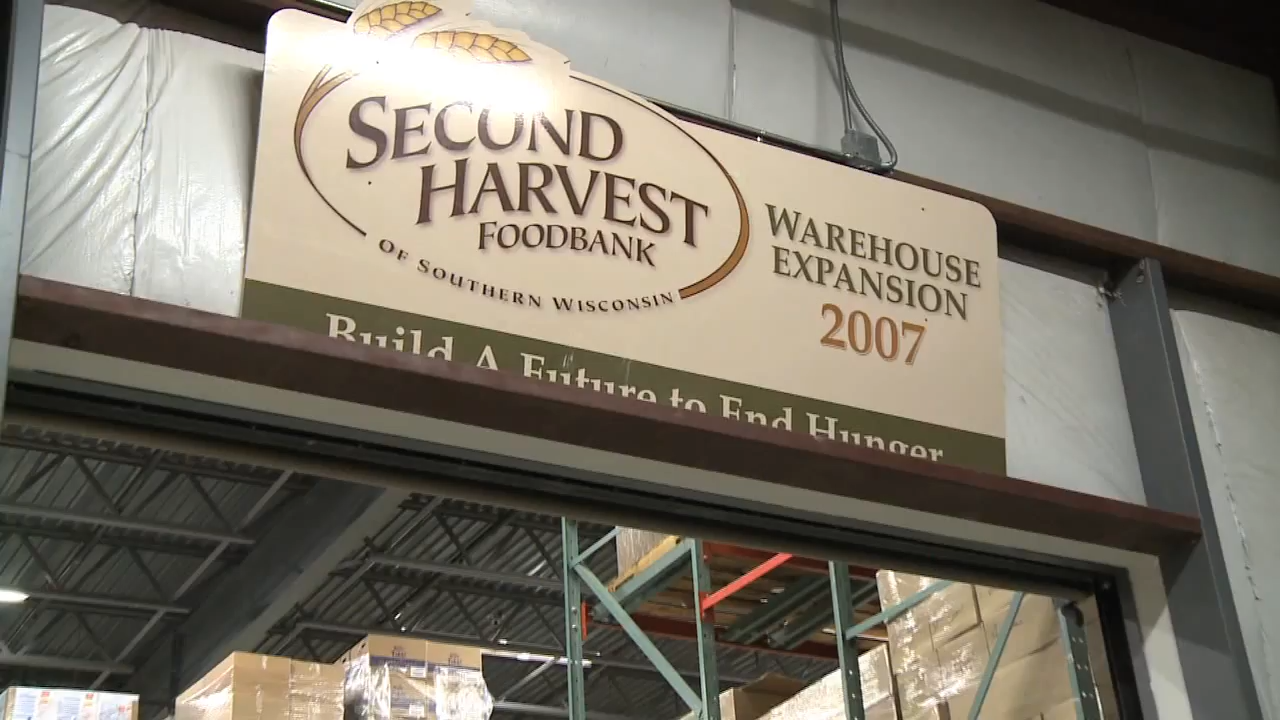 SECOND
HARVEST
FOODBANK
OF SOUTHERN WISCONSIN
WAREHOUSE
EXPANSION
2007
Build A Future to End Hunger